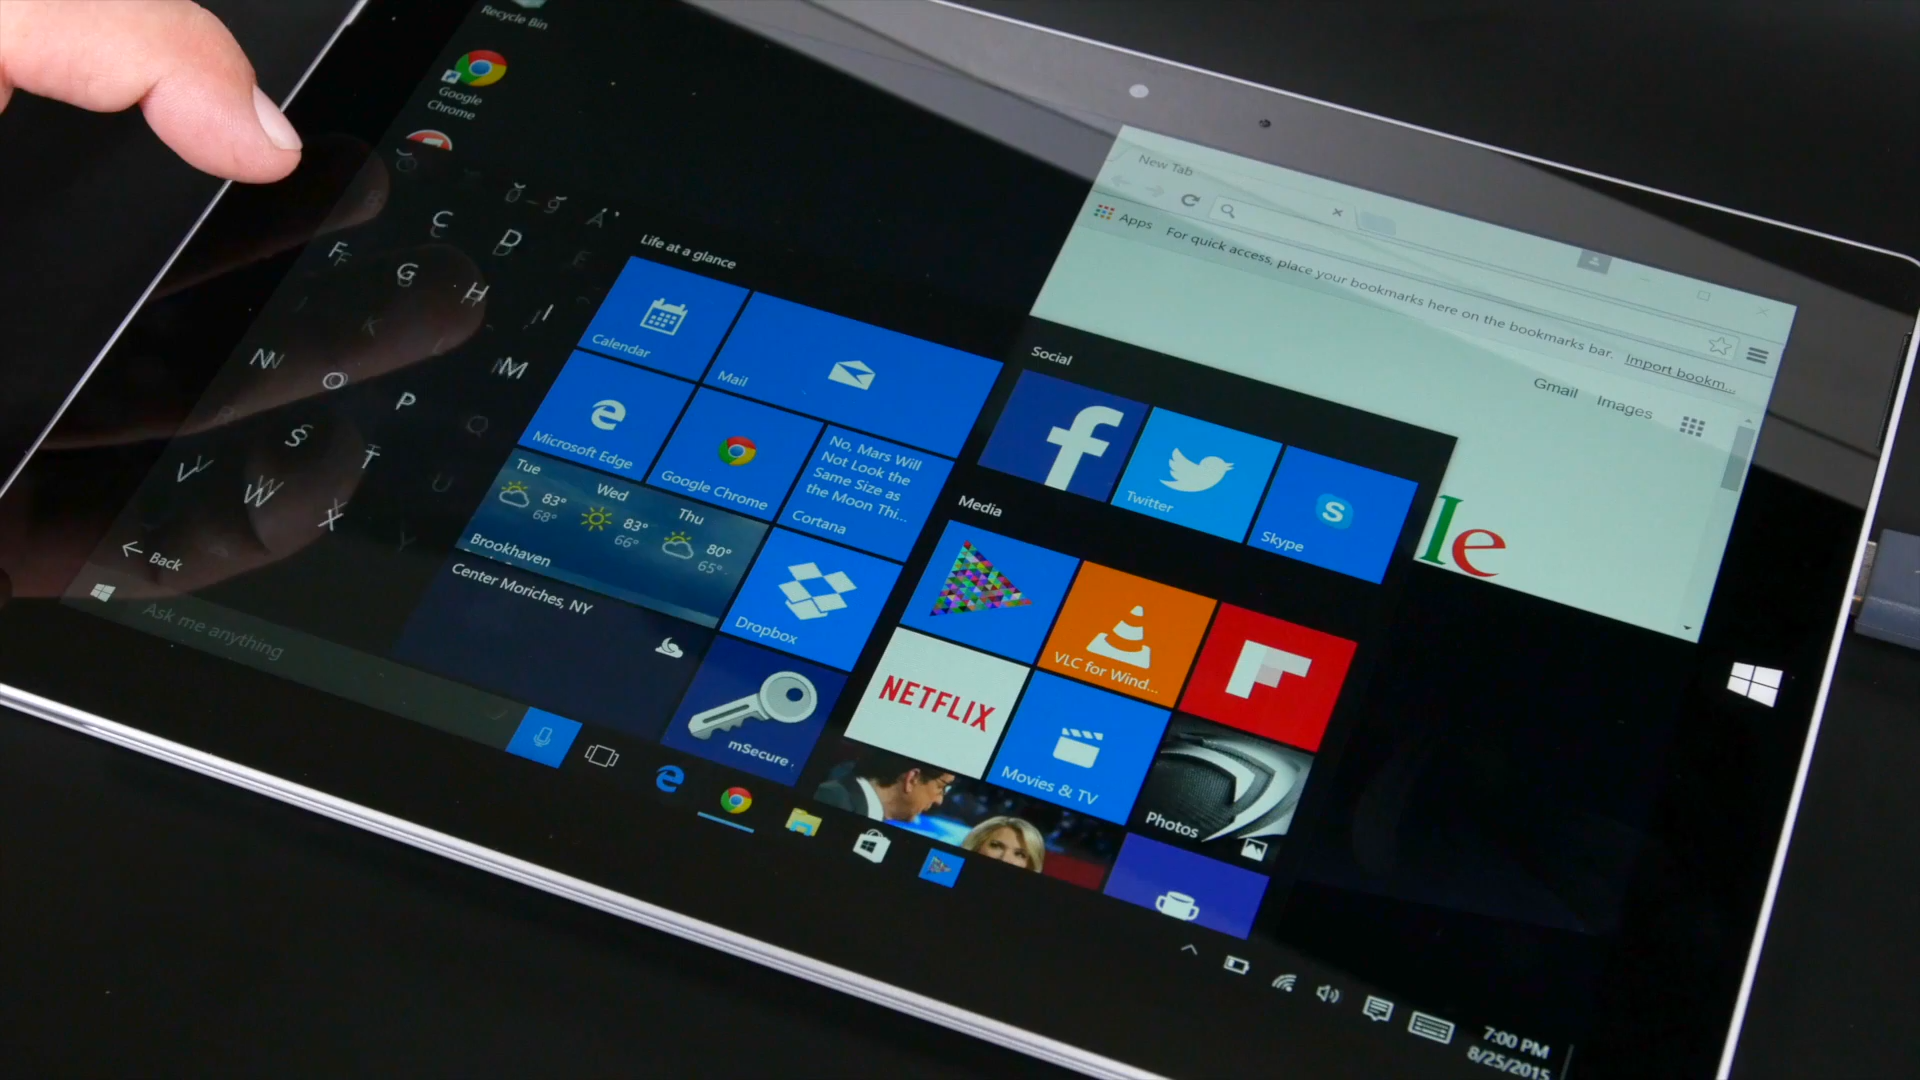 Recycle Bin
Google
Chrome
New Tab
Apps
For quick access, place your bookmarks here on the bookmarks bar. Import bookm...
Gmail
Images
le
C
D
F
G
H
I
K
M
N
O
P
Q
R
S
T
U
V
W
X
Y
Back
Ask me anything
Life at a glance
Calendar
Mail
Microsoft Edge
Google Chrome
No, Mars Will
Not Look the
Same Size as
the Moon Thi...
Cortana
Tue
83°
68°
Wed
83°
66°
Thu
80°
65°
Brookhaven
Center Moriches, NY
Dropbox
mSecure
Social
f
Twitter
S
Skype
Media
VLC for Wind...
NETFLIX
Movies & TV
Photos
7:00 PM
8/25/2015